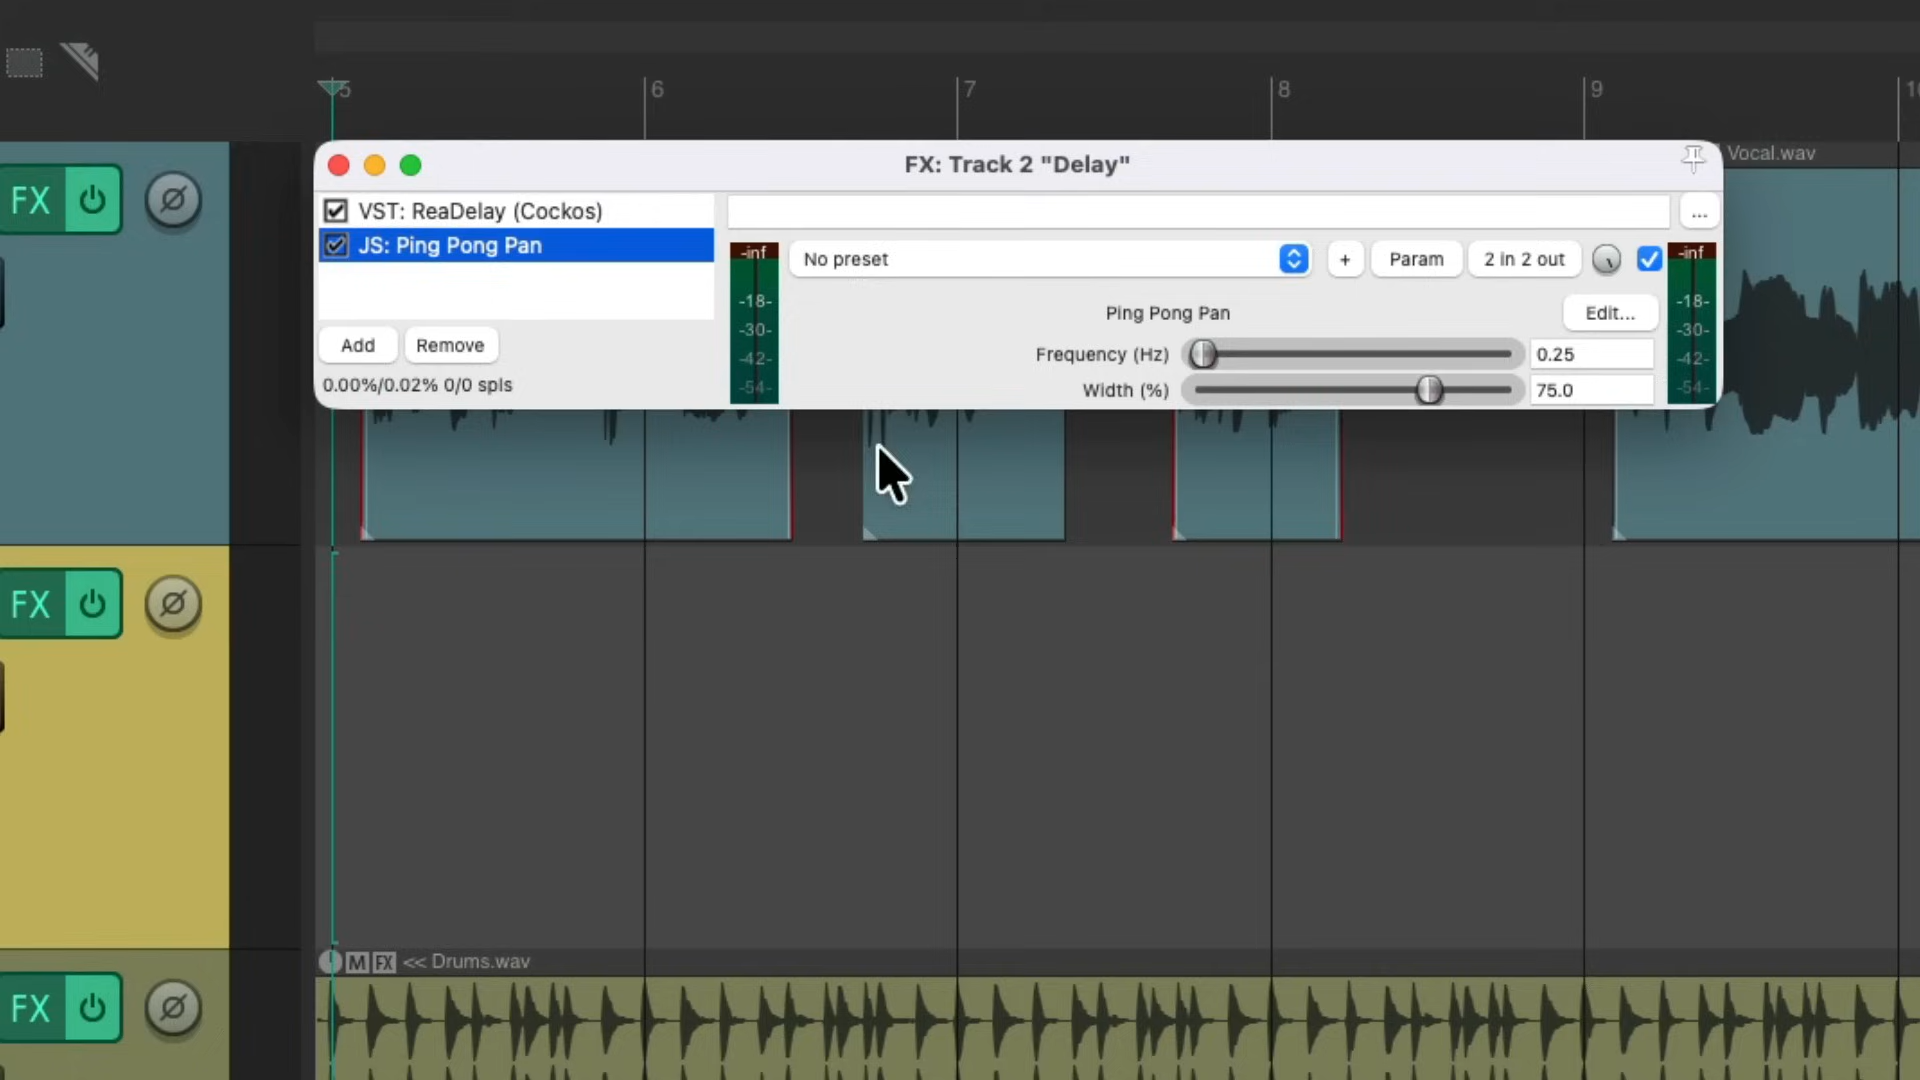 5 6 7 8 9 10
FX: Track 2 "Delay"
Vocal.wav
FX
VST: ReaDelay (Cockos)
...
JS: Ping Pong Pan
-inf
No preset
+
Param
2 in 2 out
-inf
-18-
-30-
-42-
-54-
Ping Pong Pan
Edit...
-18-
-30-
-42-
-54-
Add
Remove
Frequency (Hz)
0.25
0.00%/0.02% 0/0 spls
Width (%)
75.0
FX
M FX << Drums.wav
FX